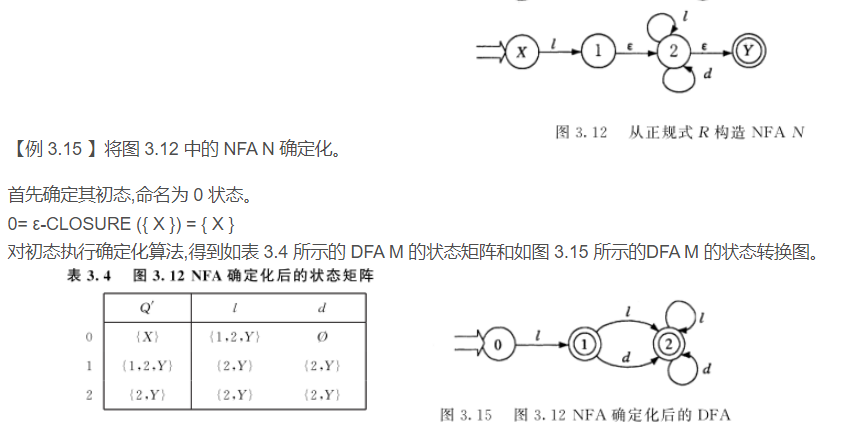 l
X l 1 ε 2 ε Y
d
图 3.12 从正规式 R 构造 NFA N
【例 3.15 】将图 3.12 中的 NFA N 确定化。
首先确定其初态,命名为 0 状态。
0= ε-CLOSURE ({ X }) = { X }
对初态执行确定化算法,得到如表 3.4 所示的 DFA M 的状态矩阵和如图 3.15 所示的DFA M 的状态转换图。
表 3.4 图 3.12 NFA 确定化后的状态矩阵
Q′ l d
0 {X} {1,2,Y} Ø
1 {1,2,Y} {2,Y} {2,Y}
2 {2,Y} {2,Y} {2,Y}
l l
0 l 1 2
d d
图 3.15 图 3.12 NFA 确定化后的 DFA